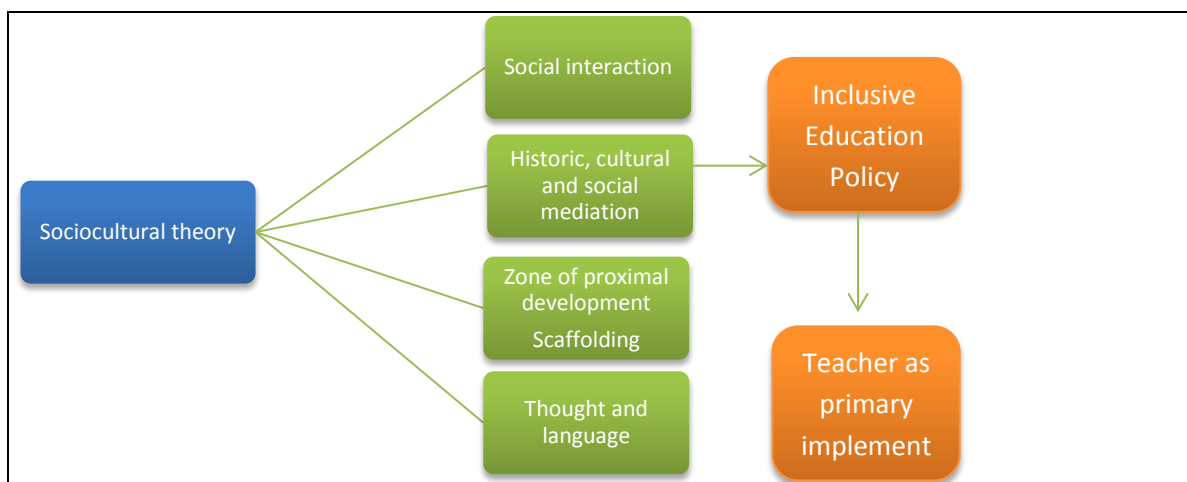 Sociocultural theory
Social interaction
Historic, cultural
and social
mediation
Zone of proximal
development
Scaffolding
Thought and
language
Inclusive
Education
Policy
Teacher as
primary
implement